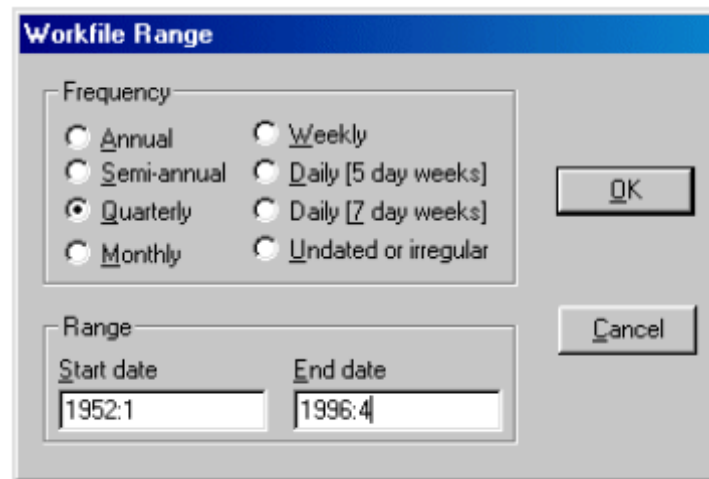 Workfile Range
Frequency
Annual
Semi-annual
Quarterly
Monthly
Weekly
Daily [5 day weeks]
Daily [7 day weeks]
Undated or irregular
OK
Range
Start date
1952:1
End date
1996:4
Cancel